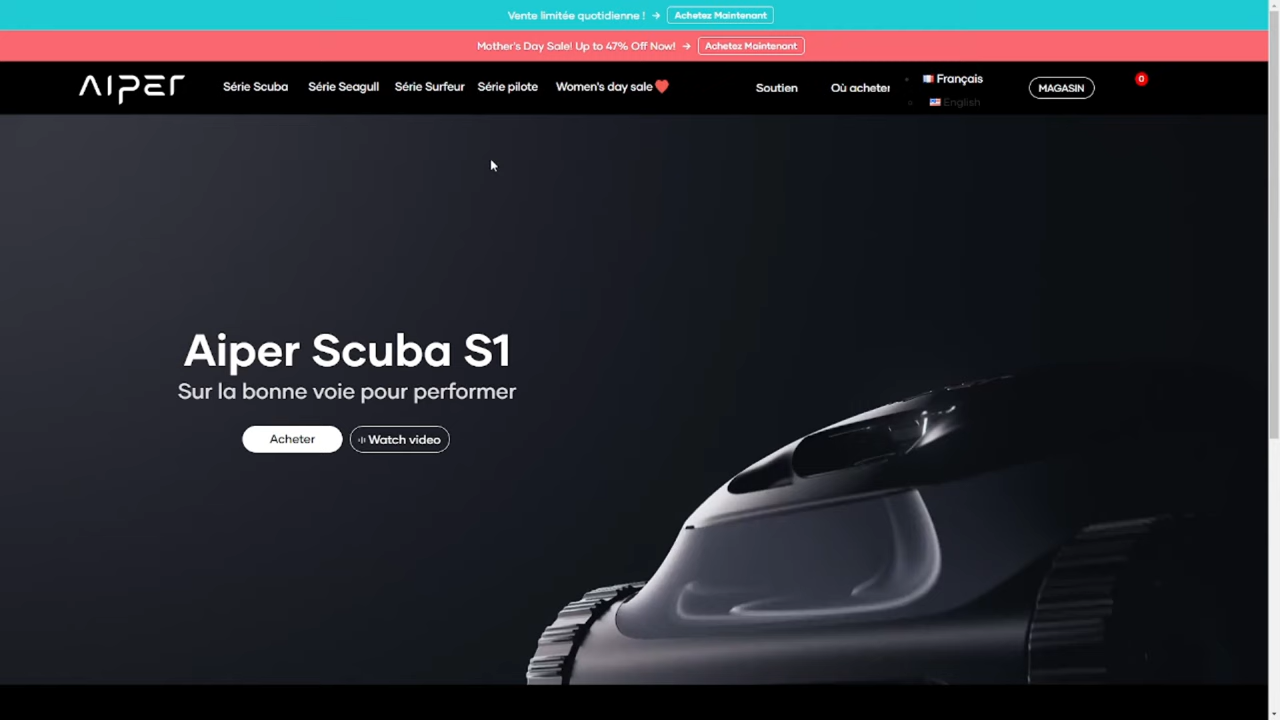 Vente limitée quotidienne ! → Achetez Maintenant
Mother's Day Sale! Up to 47% Off Now! → Achetez Maintenant
AIPER
Série Scuba Série Seagull Série Surfeur Série pilote Women's day sale Soutien Où acheter Français MAGASIN 0
English
Aiper Scuba S1
Sur la bonne voie pour performer
Acheter Watch video